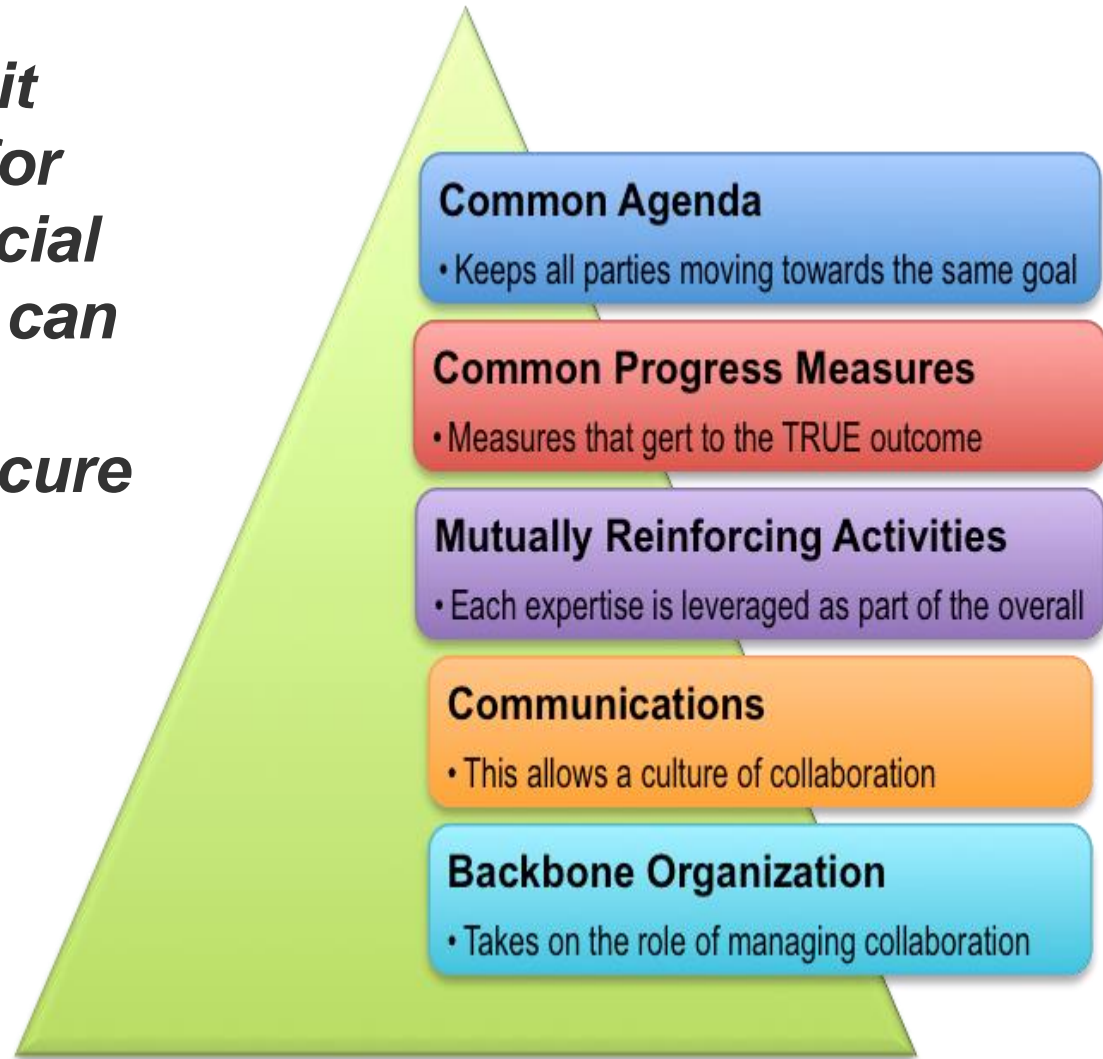 it
for
cial
can
cure
Common Agenda
• Keeps all parties moving towards the same goal
Common Progress Measures
• Measures that gert to the TRUE outcome
Mutually Reinforcing Activities
• Each expertise is leveraged as part of the overall
Communications
• This allows a culture of collaboration
Backbone Organization
• Takes on the role of managing collaboration